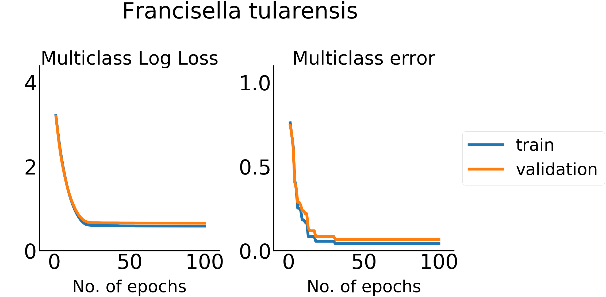 Francisella tularensis
Multiclass Log Loss
4
2
0
0 50 100
No. of epochs
Multiclass error
1.0
0.5
0.0
0 50 100
No. of epochs
train
validation